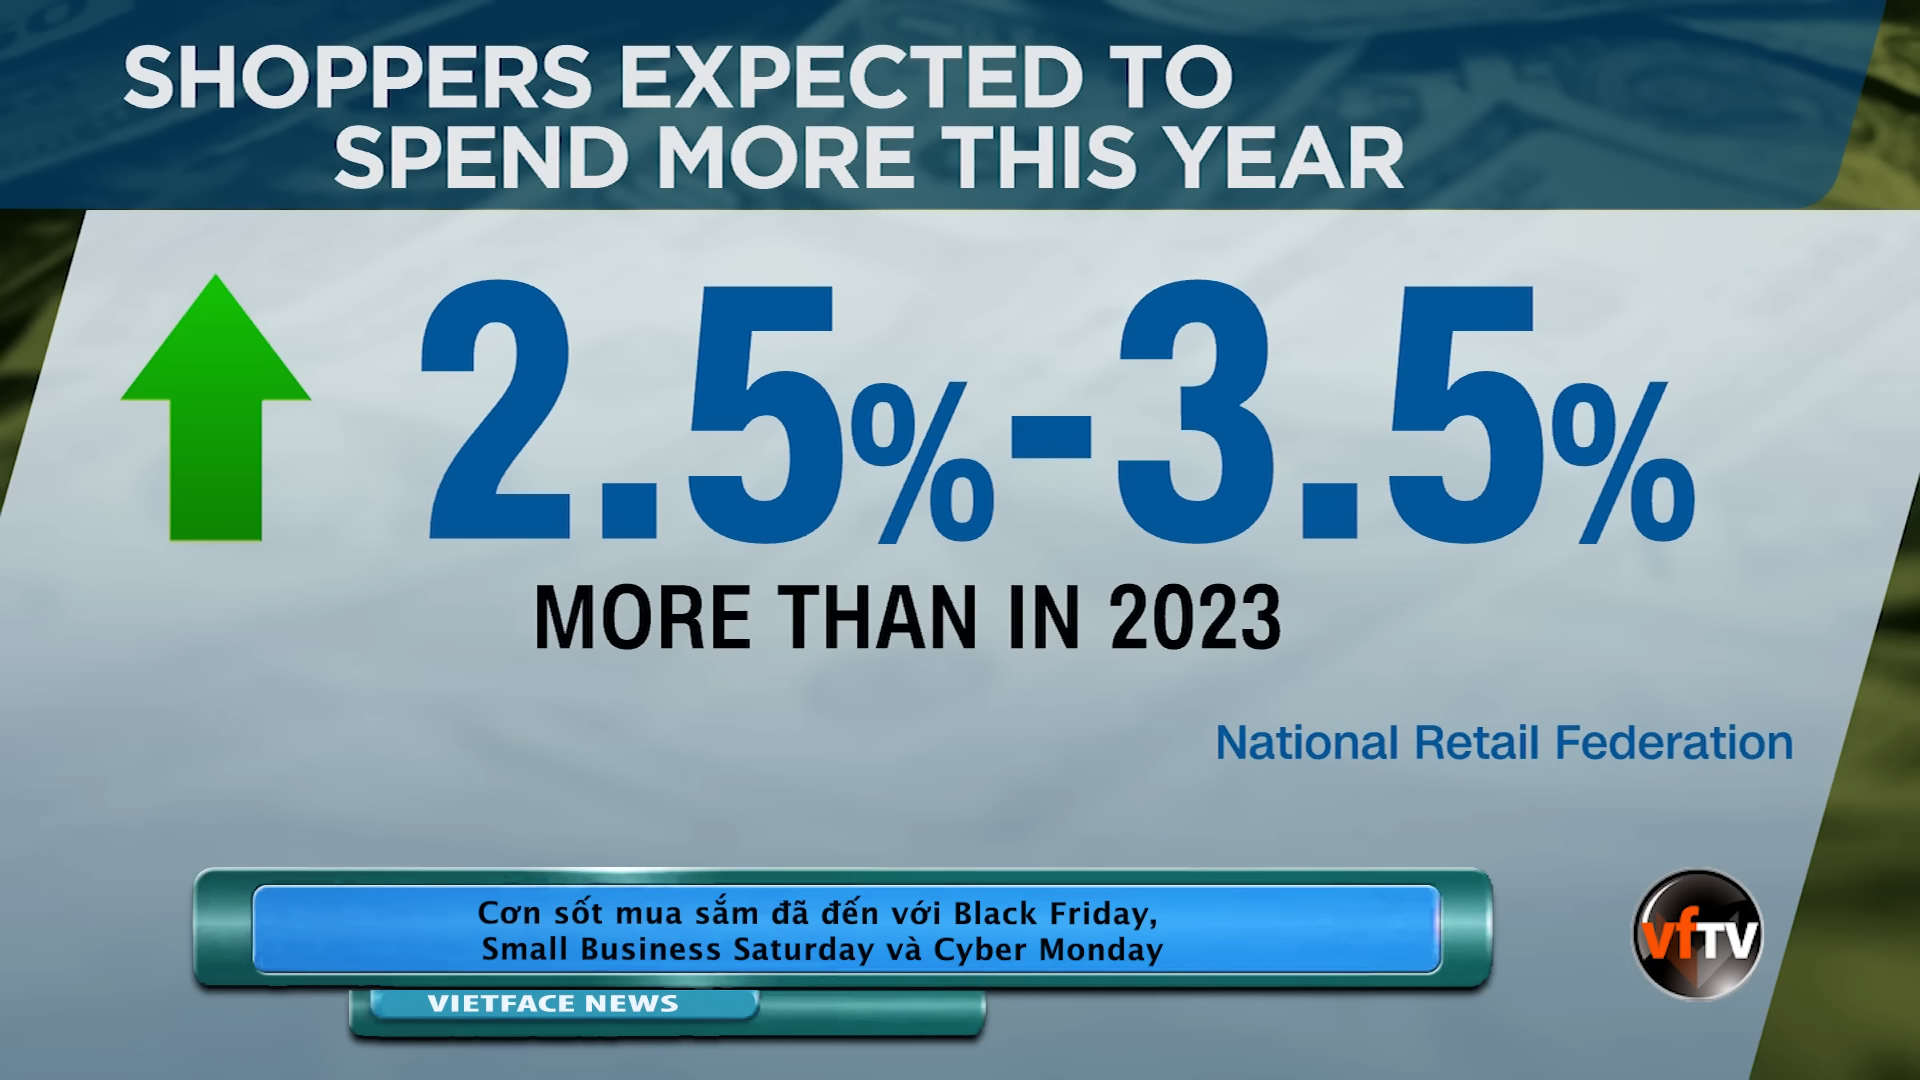 SHOPPERS EXPECTED TO
SPEND MORE THIS YEAR
2.5%-3.5%
MORE THAN IN 2023
National Retail Federation
Cơn sốt mua sắm đã đến với Black Friday,
Small Business Saturday và Cyber Monday
VIETFACE NEWS
vfTV